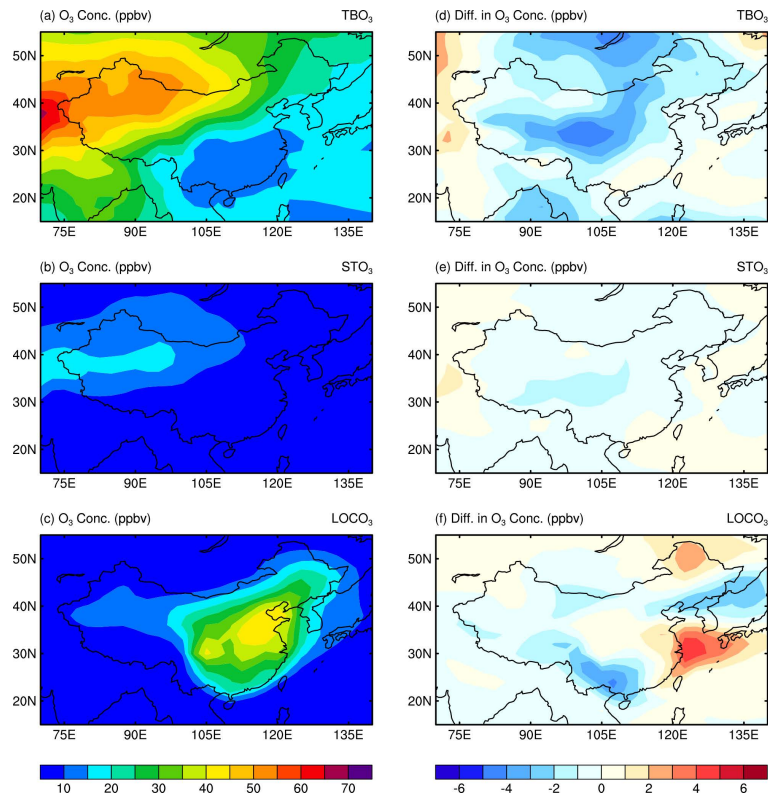 (a) O₃ Conc. (ppbv) TBO₃
50N
40N
30N
20N
75E 90E 105E 120E 135E
(d) Diff. in O₃ Conc. (ppbv) TBO₃
50N
40N
30N
20N
75E 90E 105E 120E 135E
(b) O₃ Conc. (ppbv) STO₃
50N
40N
30N
20N
75E 90E 105E 120E 135E
(e) Diff. in O₃ Conc. (ppbv) STO₃
50N
40N
30N
20N
75E 90E 105E 120E 135E
(c) O₃ Conc. (ppbv) LOCO₃
50N
40N
30N
20N
75E 90E 105E 120E 135E
(f) Diff. in O₃ Conc. (ppbv) LOCO₃
50N
40N
30N
20N
75E 90E 105E 120E 135E
10 20 30 40 50 60 70
-6 -4 -2 0 2 4 6